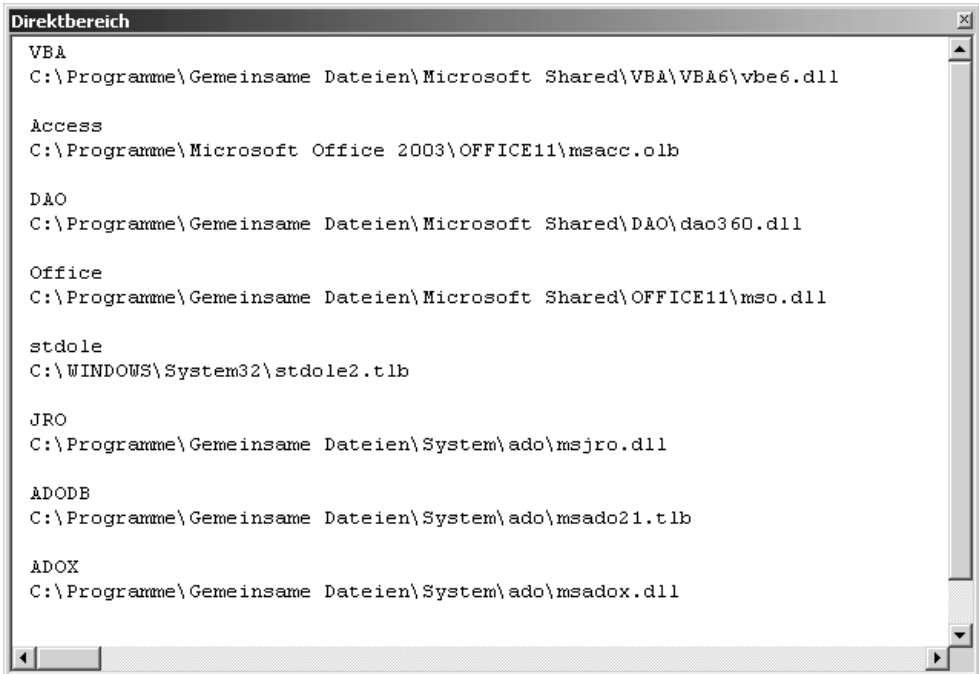 Direktbereich
VBA
C:\Programme\Gemeinsame Dateien\Microsoft Shared\VBA\VBA6\vbe6.dll
Access
C:\Programme\Microsoft Office 2003\OFFICE11\msacc.olb
DAO
C:\Programme\Gemeinsame Dateien\Microsoft Shared\DAO\dao360.dll
Office
C:\Programme\Gemeinsame Dateien\Microsoft Shared\OFFICE11\mso.dll
stdole
C:\WINDOWS\System32\stdole2.tlb
JRO
C:\Programme\Gemeinsame Dateien\System\ado\msjro.dll
ADODB
C:\Programme\Gemeinsame Dateien\System\ado\msado21.tlb
ADOX
C:\Programme\Gemeinsame Dateien\System\ado\msadox.dll